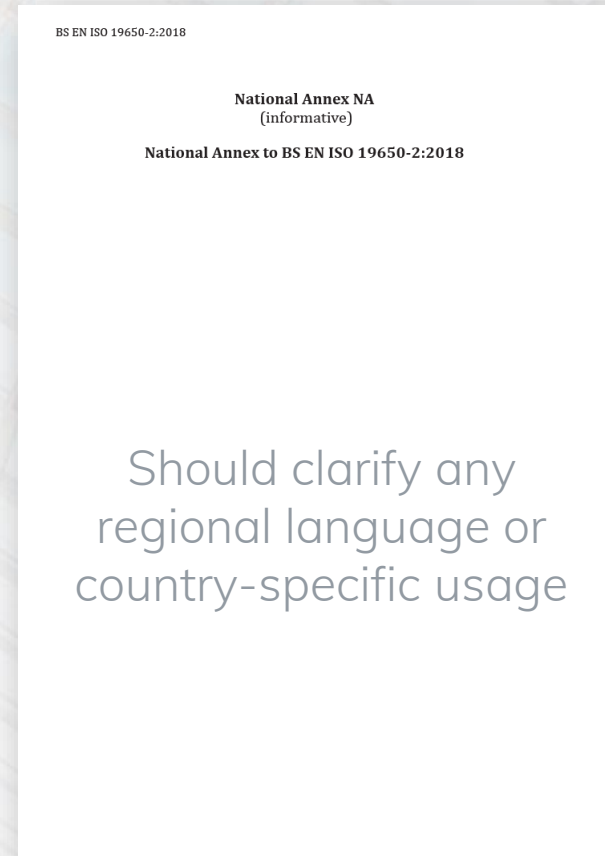 BS EN ISO 19650-2:2018
National Annex NA
(informative)
National Annex to BS EN ISO 19650-2:2018
Should clarify any
regional language or
country-specific usage